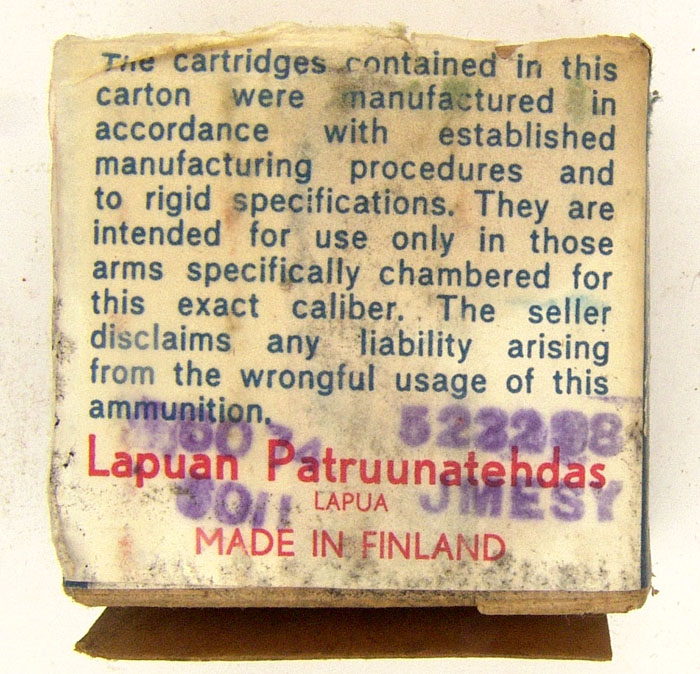 The cartridges contained in this
carton were manufactured in
accordance with established
manufacturing procedures and
to rigid specifications. They are
intended for use only in those
arms specifically chambered for
this exact caliber. The seller
disclaims any liability arising
from the wrongful usage of this
ammunition.
Lapuan Patruunatehdas
LAPUA
JMESY
MADE IN FINLAND